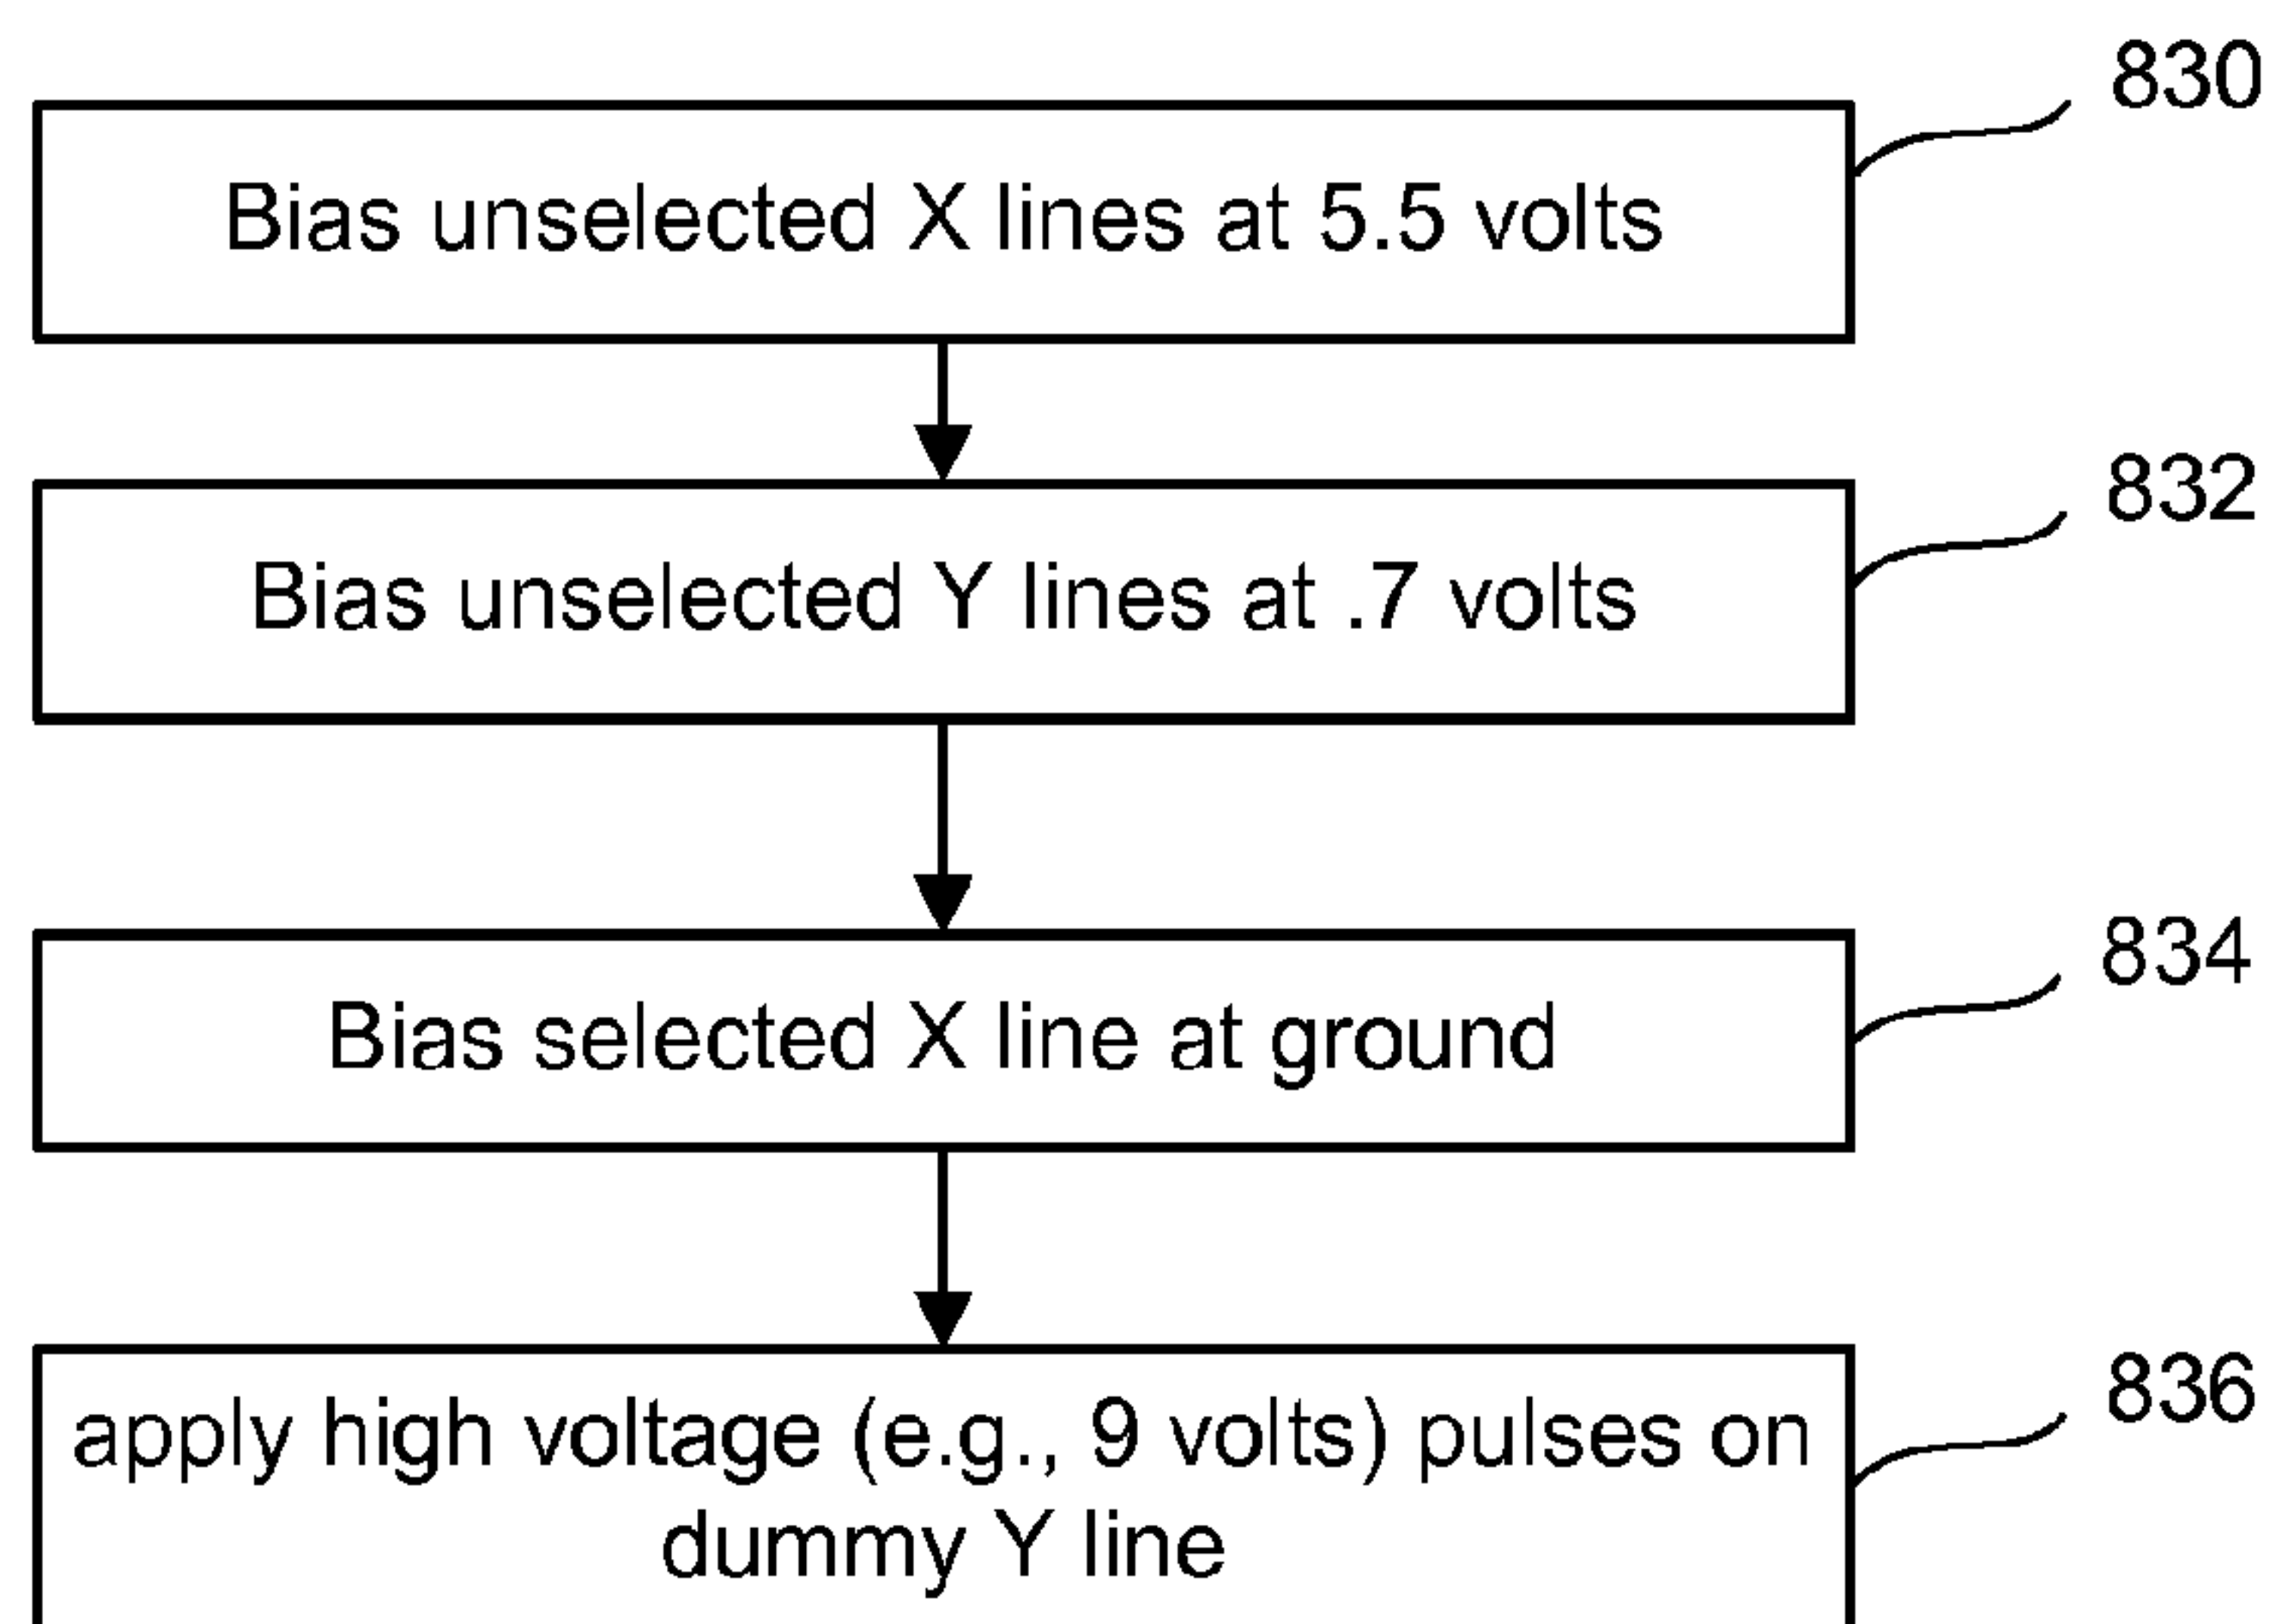 830
Bias unselected X lines at 5.5 volts
832
Bias unselected Y lines at .7 volts
834
Bias selected X line at ground
836
apply high voltage (e.g., 9 volts) pulses on
dummy Y line